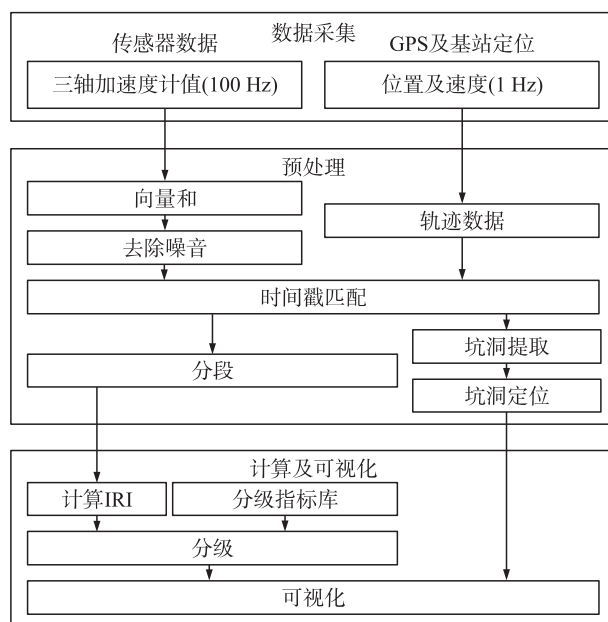 数据采集
传感器数据
GPS及基站定位
三轴加速度计值(100 Hz)
位置及速度(1 Hz)
预处理
向量和
轨迹数据
去除噪音
时间戳匹配
坑洞提取
分段
坑洞定位
计算及可视化
计算IRI
分级指标库
分级
可视化